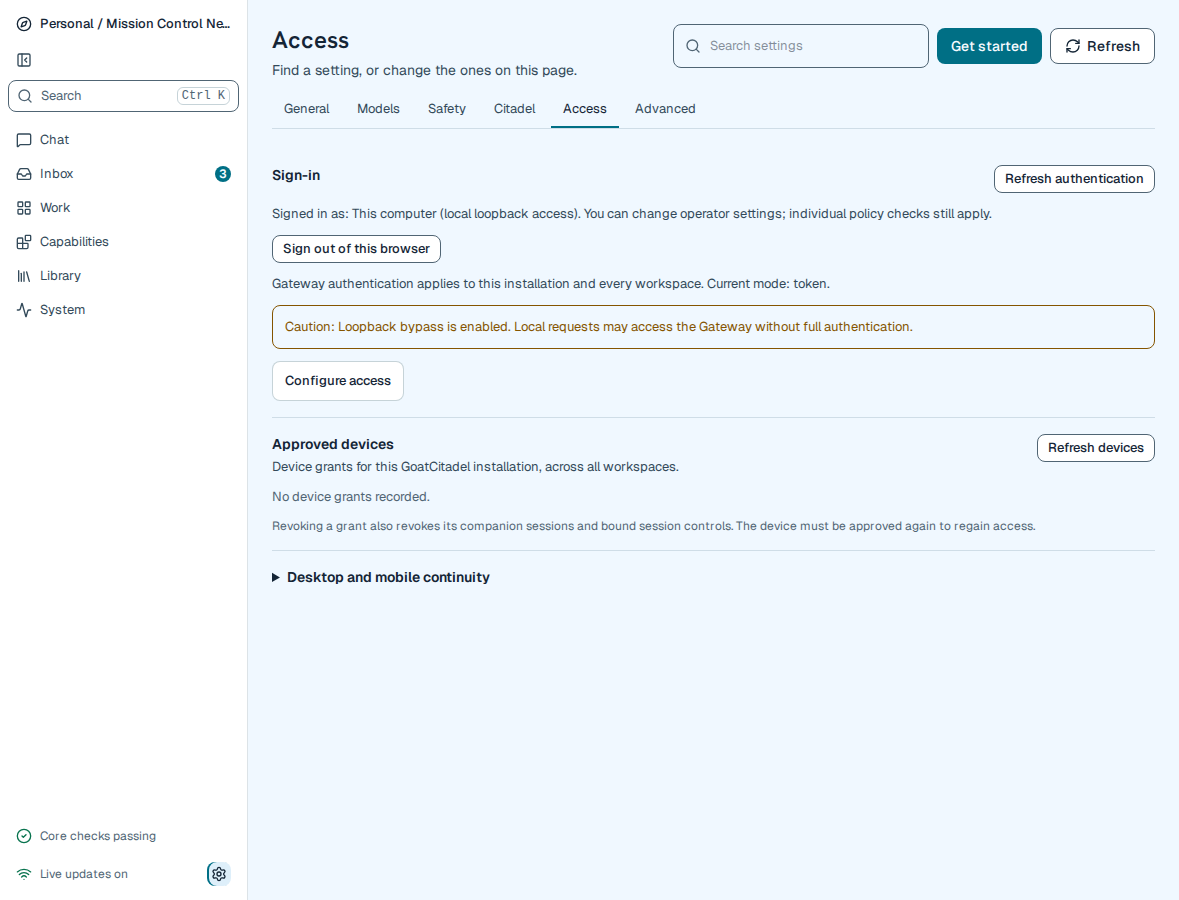 Personal / Mission Control Ne...
Search
Ctrl K
Chat
Inbox
3
Work
Capabilities
Library
System
Core checks passing
Live updates on
Access
Find a setting, or change the ones on this page.
Search settings
Get started
Refresh
General
Models
Safety
Citadel
Access
Advanced
Sign-in
Refresh authentication
Signed in as: This computer (local loopback access). You can change operator settings; individual policy checks still apply.
Sign out of this browser
Gateway authentication applies to this installation and every workspace. Current mode: token.
Caution: Loopback bypass is enabled. Local requests may access the Gateway without full authentication.
Configure access
Approved devices
Refresh devices
Device grants for this GoatCitadel installation, across all workspaces.
No device grants recorded.
Revoking a grant also revokes its companion sessions and bound session controls. The device must be approved again to regain access.
Desktop and mobile continuity